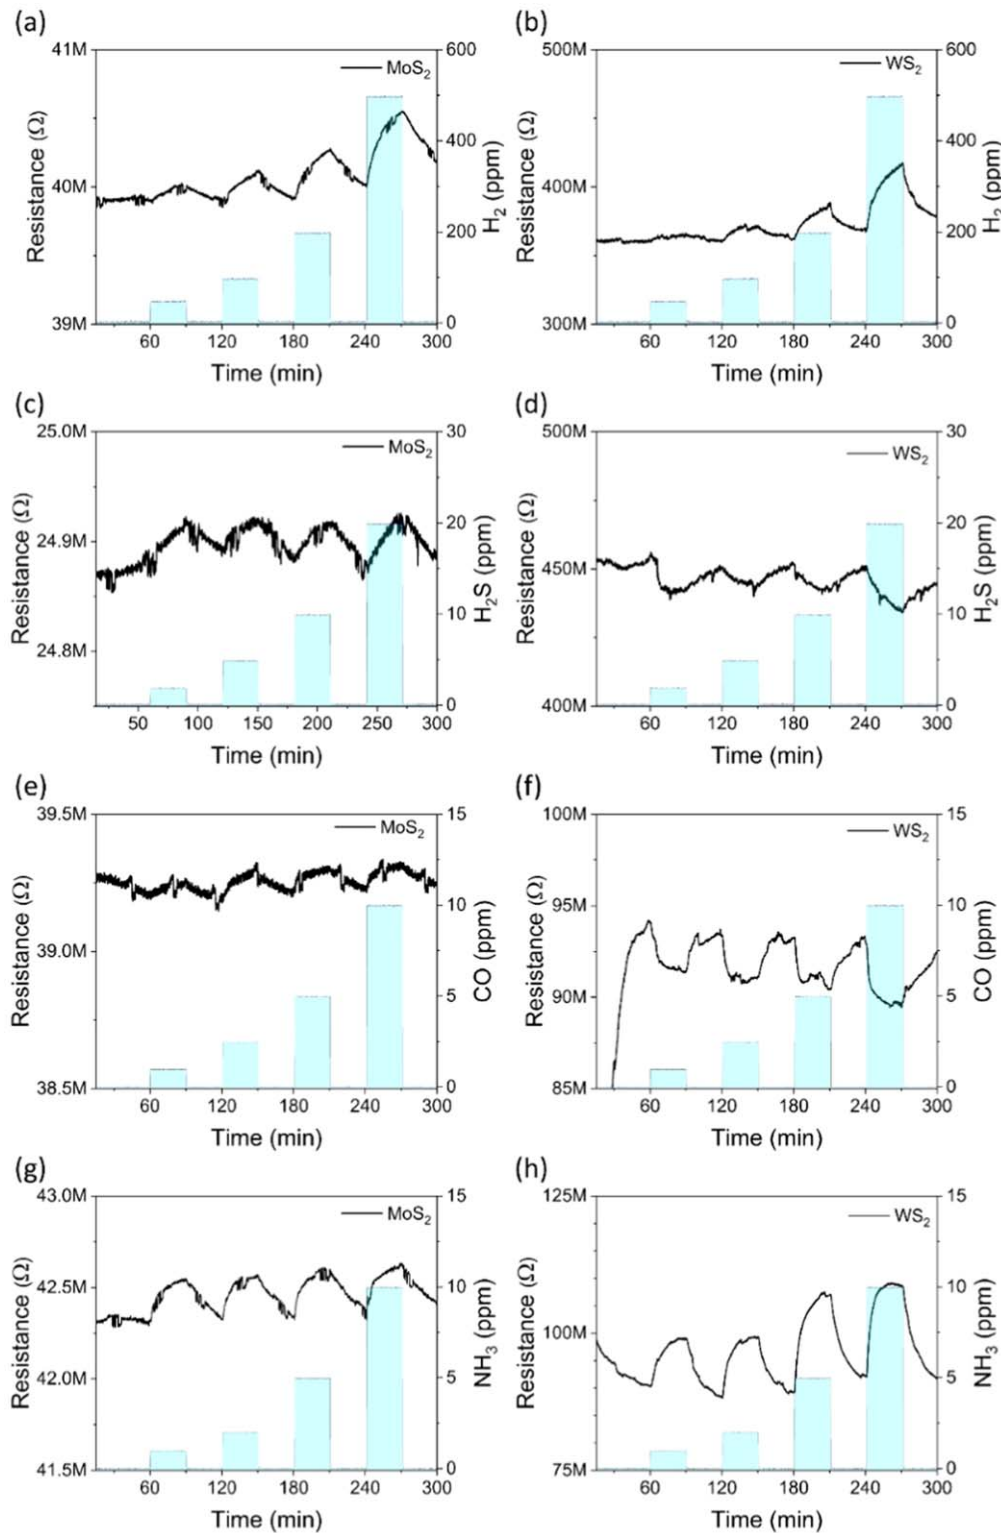 (a)
41M
40M
39M
Resistance (Ω)
MoS₂
600
400
200
0
H₂ (ppm)
60 120 180 240 300
Time (min)
(b)
500M
400M
300M
Resistance (Ω)
WS₂
600
400
200
0
H₂ (ppm)
60 120 180 240 300
Time (min)
(c)
25.0M
24.9M
24.8M
Resistance (Ω)
MoS₂
30
20
10
0
H₂S (ppm)
50 100 150 200 250 300
Time (min)
(d)
500M
450M
400M
Resistance (Ω)
WS₂
30
20
10
0
H₂S (ppm)
60 120 180 240 300
Time (min)
(e)
39.5M
39.0M
38.5M
Resistance (Ω)
MoS₂
15
10
5
0
CO (ppm)
60 120 180 240 300
Time (min)
(f)
100M
95M
90M
85M
Resistance (Ω)
WS₂
15
10
5
0
CO (ppm)
60 120 180 240 300
Time (min)
(g)
43.0M
42.5M
42.0M
41.5M
Resistance (Ω)
MoS₂
15
10
5
0
NH₃ (ppm)
60 120 180 240 300
Time (min)
(h)
125M
100M
75M
Resistance (Ω)
WS₂
15
10
5
0
NH₃ (ppm)
60 120 180 240 300
Time (min)